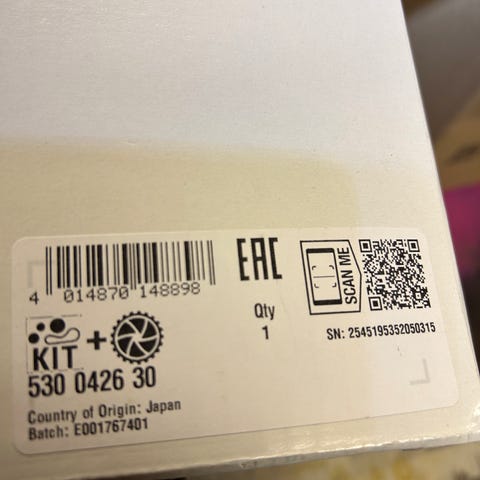 4 014870 148898
EAC
Qty
1
SCAN ME
SN: 2545195352050315
KIT +
530 0426 30
Country of Origin: Japan
Batch: E001767401